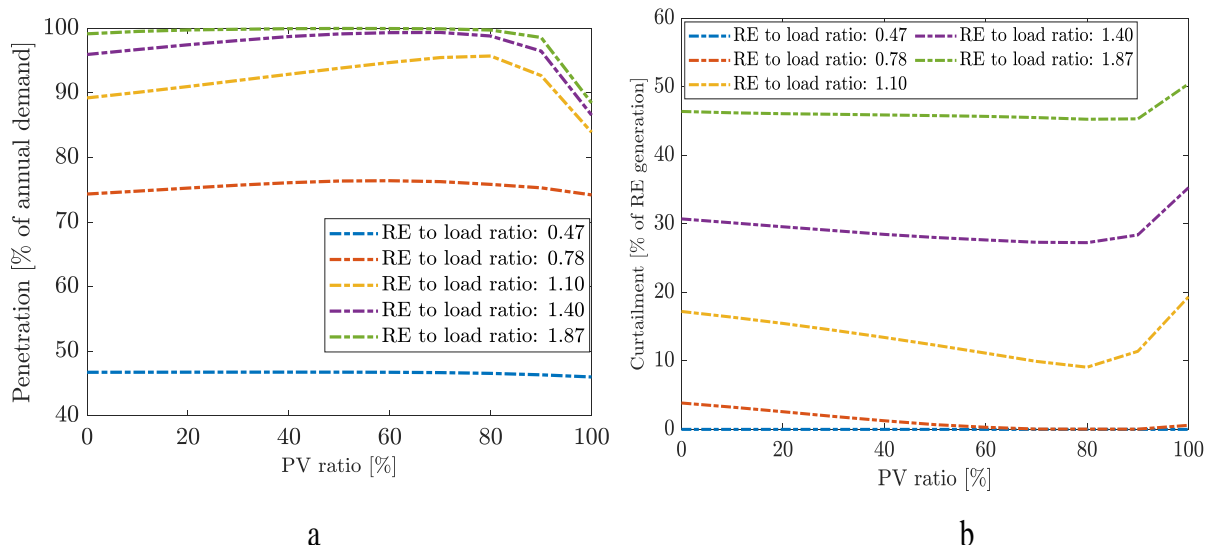 100
90
80
70
60
50
40
Penetration [% of annual demand]
RE to load ratio: 0.47
RE to load ratio: 0.78
RE to load ratio: 1.10
RE to load ratio: 1.40
RE to load ratio: 1.87
0 20 40 60 80 100
PV ratio [%]
a
60
50
40
30
20
10
0
Curtailment [% of RE generation]
RE to load ratio: 0.47 RE to load ratio: 1.40
RE to load ratio: 0.78 RE to load ratio: 1.87
RE to load ratio: 1.10
0 20 40 60 80 100
PV ratio [%]
b